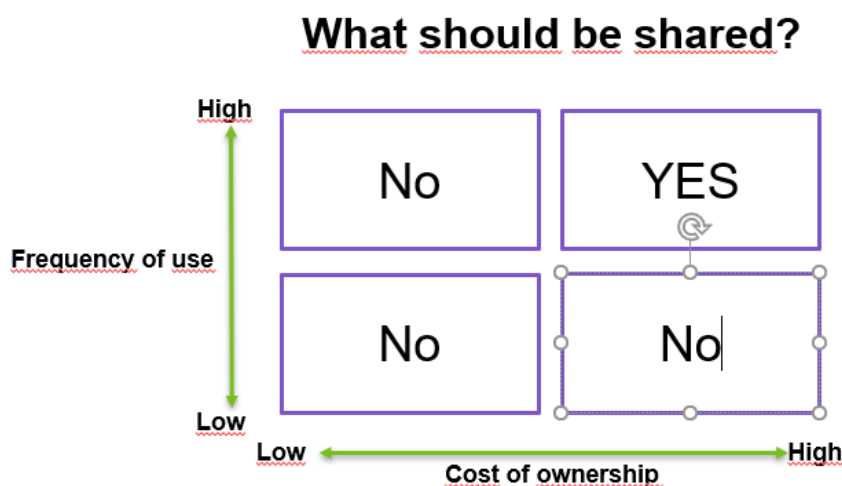 What should be shared?
High
No
YES
Frequency of use
No
No
Low
Low
High
Cost of ownership